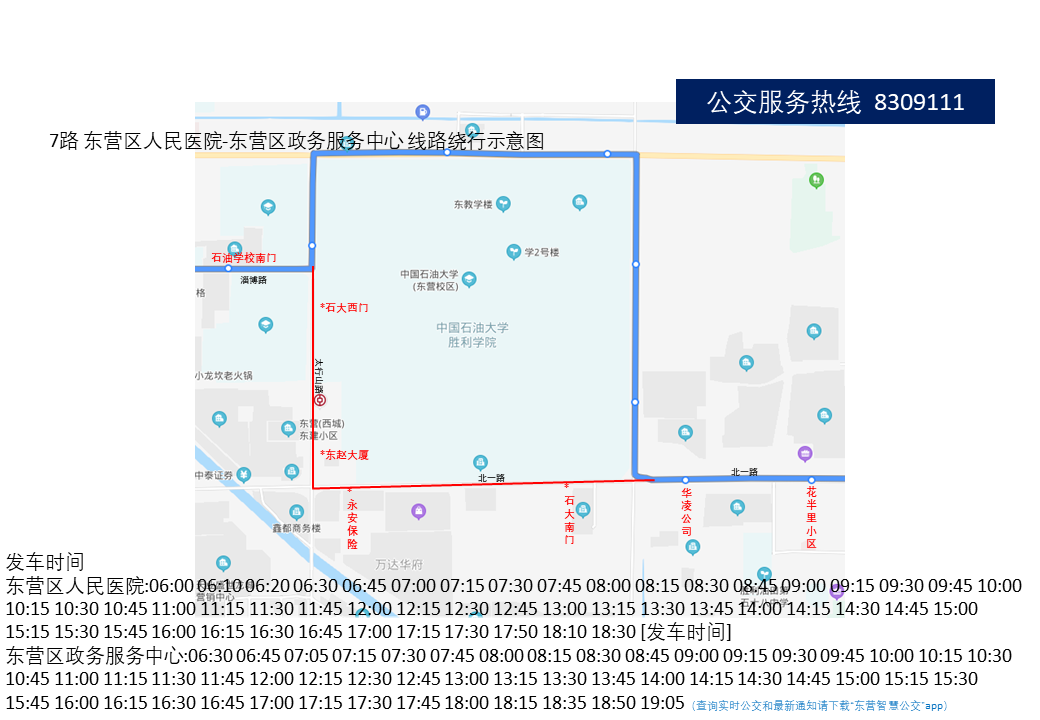 公交服务热线 8309111
7路 东营区人民医院-东营区政务服务中心 线路绕行示意图
东教学楼
学2号楼
石油学校南门
中国石油大学
(东营校区)
淄博路
格
*石大西门
中国石油大学
胜利学院
太行山路
小龙坎老火锅
东营(西城)
东建小区
*东赵大厦
中泰证券
北一路
北一路
*永安保险
*石大南门
华凌公司
花半里小区
鑫都商务楼
万达华府
营销中心
发车时间
东营区人民医院:06:00 06:10 06:20 06:30 06:45 07:00 07:15 07:30 07:45 08:00 08:15 08:30 08:45 09:00 09:15 09:30 09:45 10:00
10:15 10:30 10:45 11:00 11:15 11:30 11:45 12:00 12:15 12:30 12:45 13:00 13:15 13:30 13:45 14:00 14:15 14:30 14:45 15:00
15:15 15:30 15:45 16:00 16:15 16:30 16:45 17:00 17:15 17:30 17:50 18:10 18:30 [发车时间]
东营区政务服务中心:06:30 06:45 07:05 07:15 07:30 07:45 08:00 08:15 08:30 08:45 09:00 09:15 09:30 09:45 10:00 10:15 10:30
10:45 11:00 11:15 11:30 11:45 12:00 12:15 12:30 12:45 13:00 13:15 13:30 13:45 14:00 14:15 14:30 14:45 15:00 15:15 15:30
15:45 16:00 16:15 16:30 16:45 17:00 17:15 17:30 17:45 18:00 18:15 18:35 18:50 19:05 (查询实时公交和最新通知请下载“东营智慧公交”app)